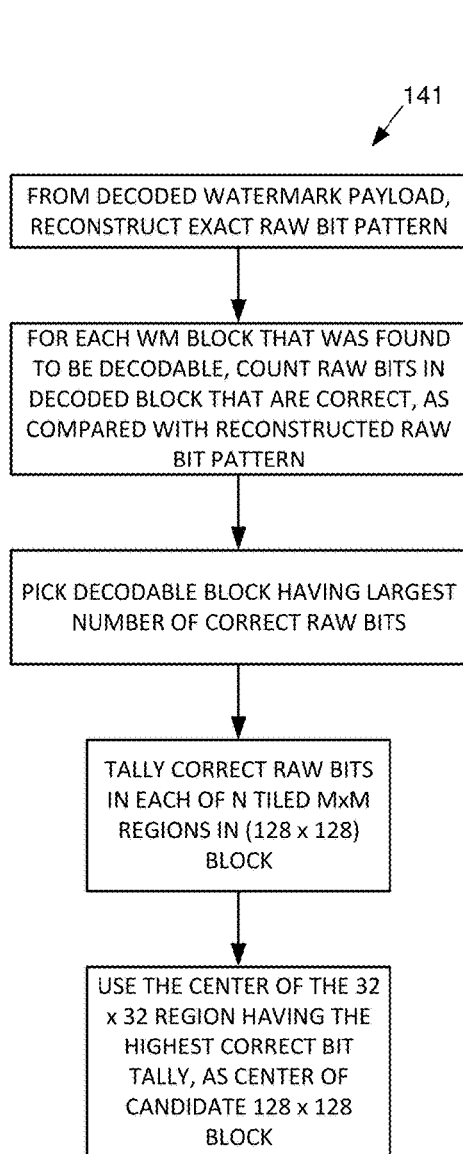 141
FROM DECODED WATERMARK PAYLOAD,
RECONSTRUCT EXACT RAW BIT PATTERN
FOR EACH WM BLOCK THAT WAS FOUND
TO BE DECODABLE, COUNT RAW BITS IN
DECODED BLOCK THAT ARE CORRECT, AS
COMPARED WITH RECONSTRUCTED RAW
BIT PATTERN
PICK DECODABLE BLOCK HAVING LARGEST
NUMBER OF CORRECT RAW BITS
TALLY CORRECT RAW BITS
IN EACH OF N TILED MxM
REGIONS IN (128 x 128)
BLOCK
USE THE CENTER OF THE 32
x 32 REGION HAVING THE
HIGHEST CORRECT BIT
TALLY, AS CENTER OF
CANDIDATE 128 x 128
BLOCK